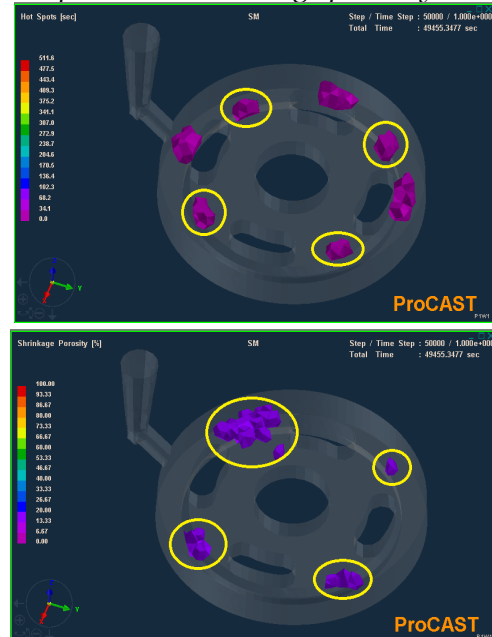 Hot Spots [sec]
SM
Step / Time Step : 50000 / 1.000e+000
Total Time : 49455.3477 sec
511.6
477.5
443.4
409.3
375.2
341.1
307.0
272.9
238.7
204.6
170.5
136.4
102.3
68.2
34.1
0.0
Y
ProCAST
P1W1
Shrinkage Porosity [%]
SM
Step / Time Step : 50000 / 1.000e+000
Total Time : 49455.3477 sec
100.00
93.33
86.67
80.00
73.33
66.67
60.00
53.33
46.67
40.00
33.33
26.67
20.00
13.33
6.67
0.00
Y
ProCAST